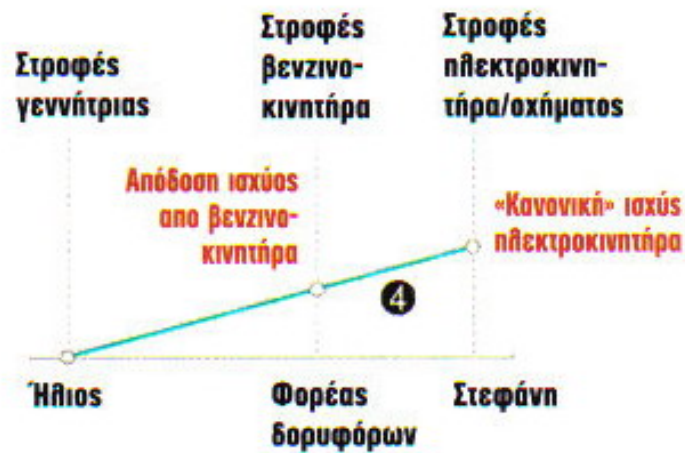 Στροφές
γεννήτριας
Στροφές
βενζινο-
κινητήρα
Στροφές
ηλεκτροκινη-
τήρα/οχήματος
Απόδοση ισχύος
απο βενζινο-
κινητήρα
«Κανονική» ισχύς
ηλεκτροκινητήρα
4
Ήλιος
Φορέας
δορυφόρων
Στεφάνη